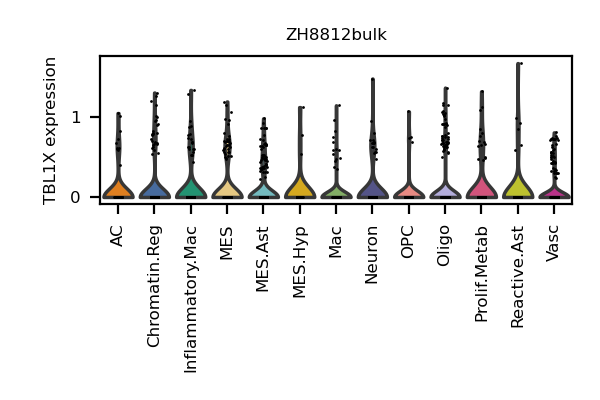 ZH8812bulk
TBL1X expression
1
0
AC
Chromatin.Reg
Inflammatory.Mac
MES
MES.Ast
MES.Hyp
Mac
Neuron
OPC
Oligo
Prolif.Metab
Reactive.Ast
Vasc